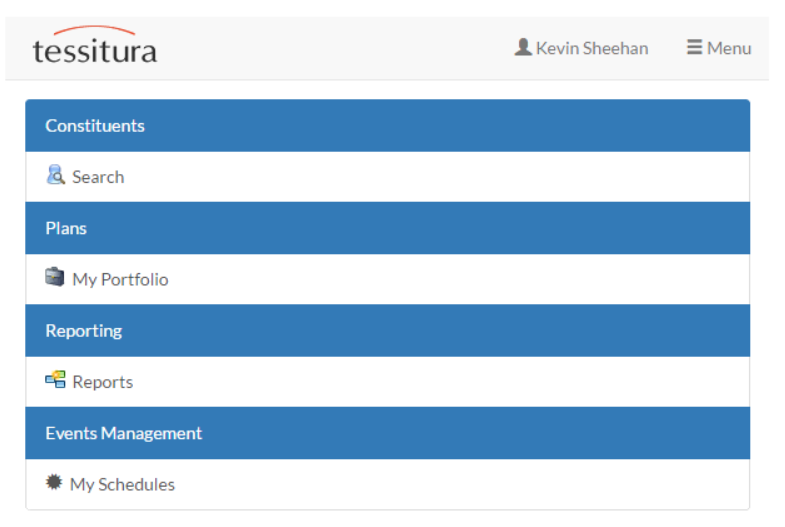 tessitura
Kevin Sheehan
Menu
Constituents
Search
Plans
My Portfolio
Reporting
Reports
Events Management
My Schedules